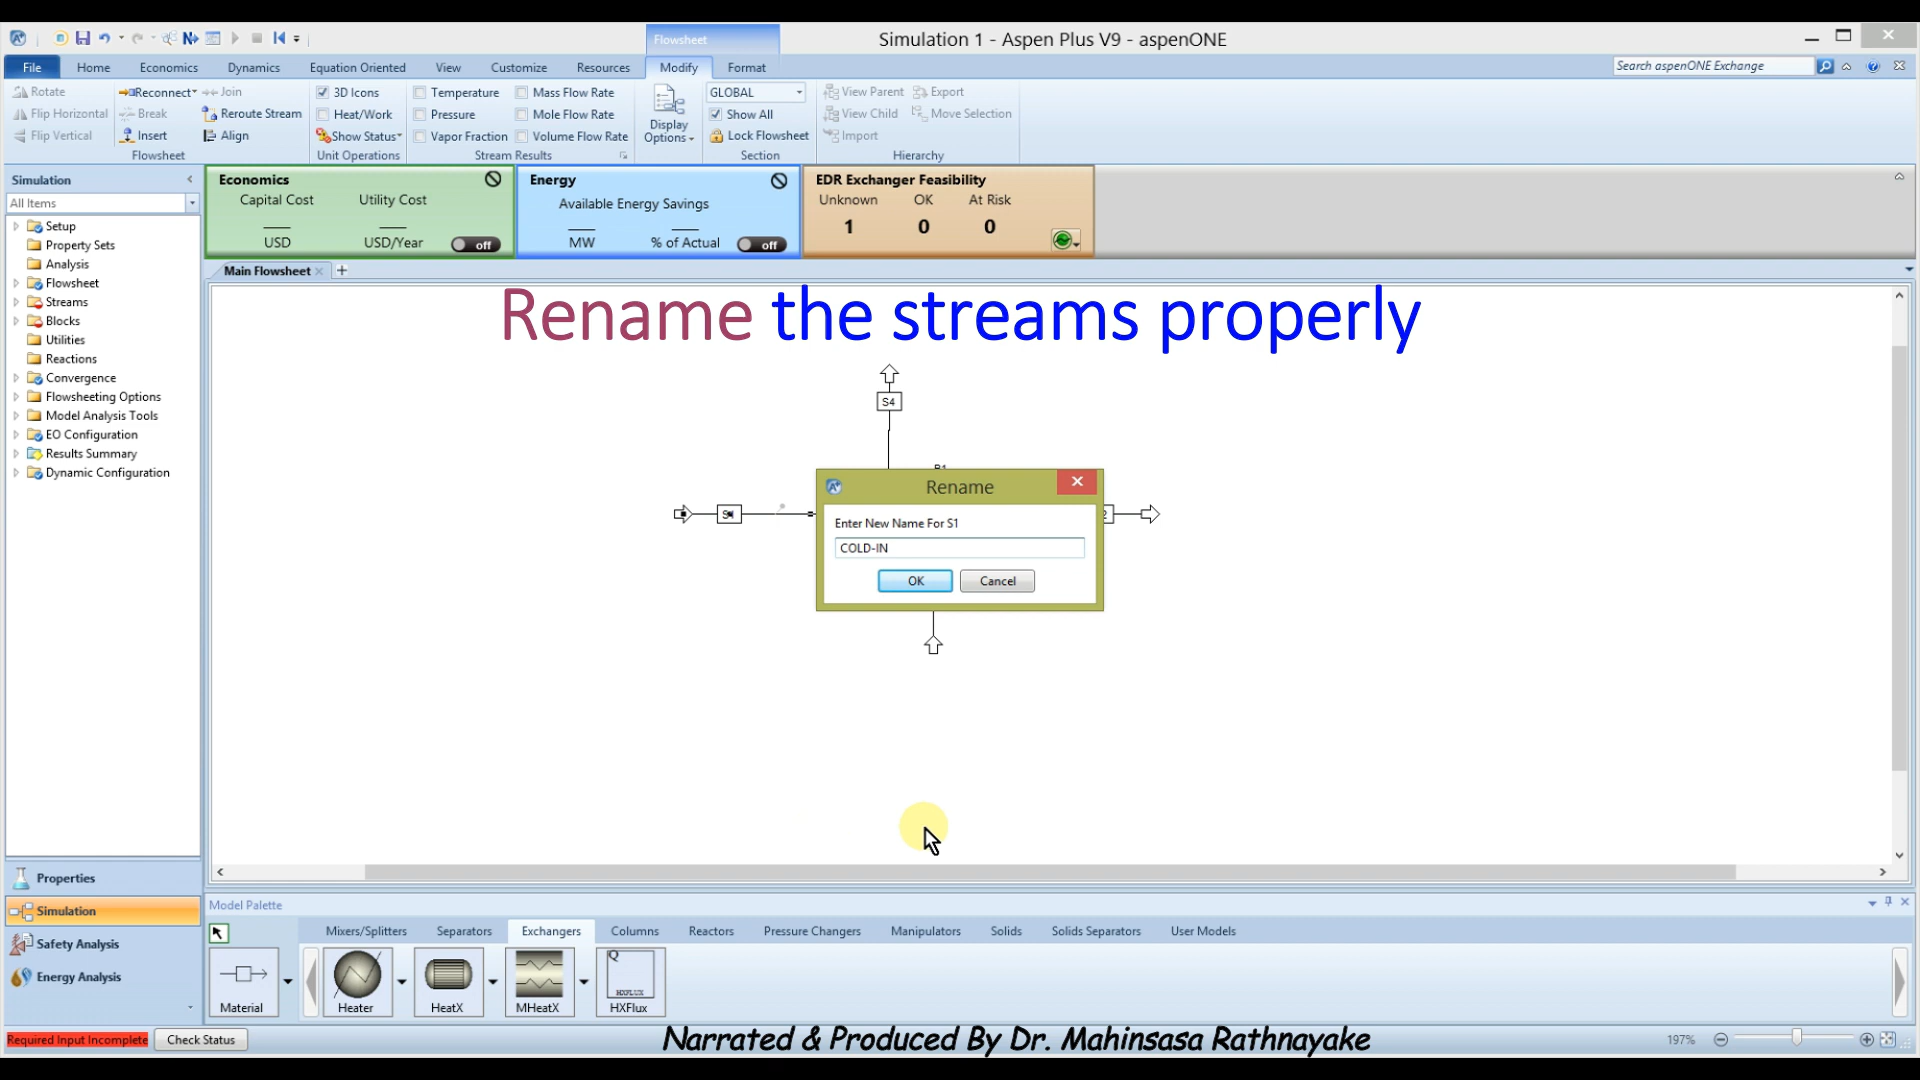 Flowsheet
Simulation 1 - Aspen Plus V9 - aspenONE
File Home Economics Dynamics Equation Oriented View Customize Resources Modify Format
Search aspenONE Exchange
Rotate Reconnect Join 3D Icons Temperature Mass Flow Rate GLOBAL View Parent Export
Flip Horizontal Break Reroute Stream Heat/Work Pressure Mole Flow Rate Show All View Child Move Selection
Flip Vertical Insert Align Show Status Vapor Fraction Volume Flow Rate Display Options Lock Flowsheet Import
Flowsheet Unit Operations Stream Results Section Hierarchy
Simulation
All Items
Setup
Property Sets
Analysis
Flowsheet
Streams
Blocks
Utilities
Reactions
Convergence
Flowsheeting Options
Model Analysis Tools
EO Configuration
Results Summary
Dynamic Configuration
Properties
Simulation
Safety Analysis
Energy Analysis
Economics
Capital Cost Utility Cost
USD USD/Year off
Energy
Available Energy Savings
MW % of Actual off
EDR Exchanger Feasibility
Unknown OK At Risk
1 0 0
Main Flowsheet
Rename the streams properly
S4
Rename
Enter New Name For S1
COLD-IN
OK Cancel
Model Palette
Mixers/Splitters Separators Exchangers Columns Reactors Pressure Changers Manipulators Solids Solids Separators User Models
Q
HXFLUX
Material Heater HeatX MHeatX HXFlux
Required Input Incomplete Check Status
Narrated & Produced By Dr. Mahinsasa Rathnayake
197%